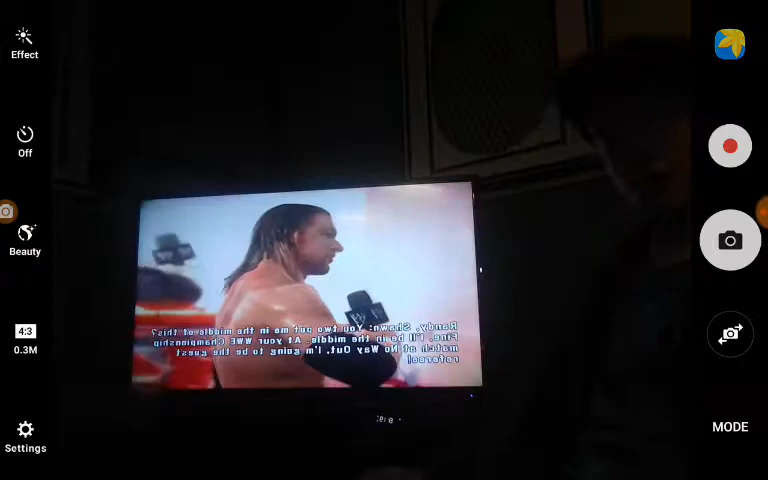 Effect
Off
Beauty
4:3
0.3M
Settings
MODE
Randy, Shawn: You two put me in the middle of this?
Fine. I'll be in the middle. At your WWE Championship
match at No Way Out, I'm going to be the guest
referee!